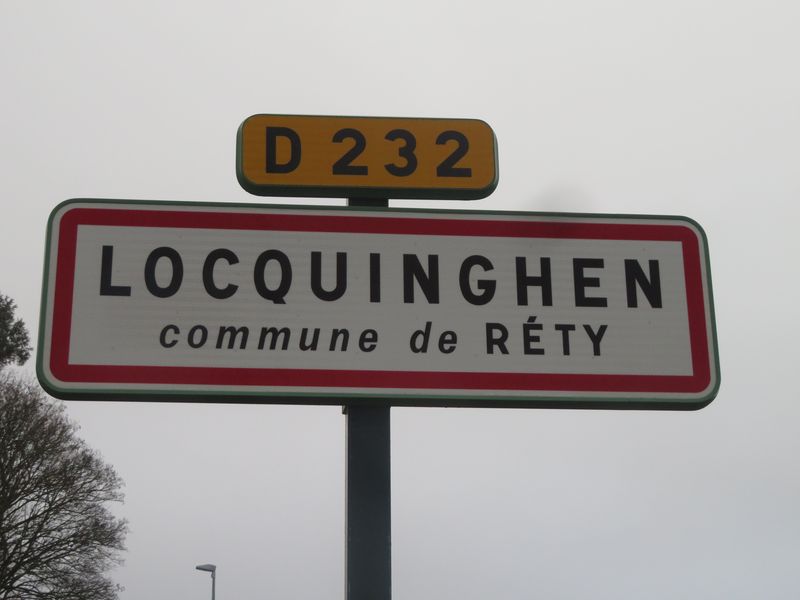 D 232
LOCQUINGHEN
commune de RÉTY